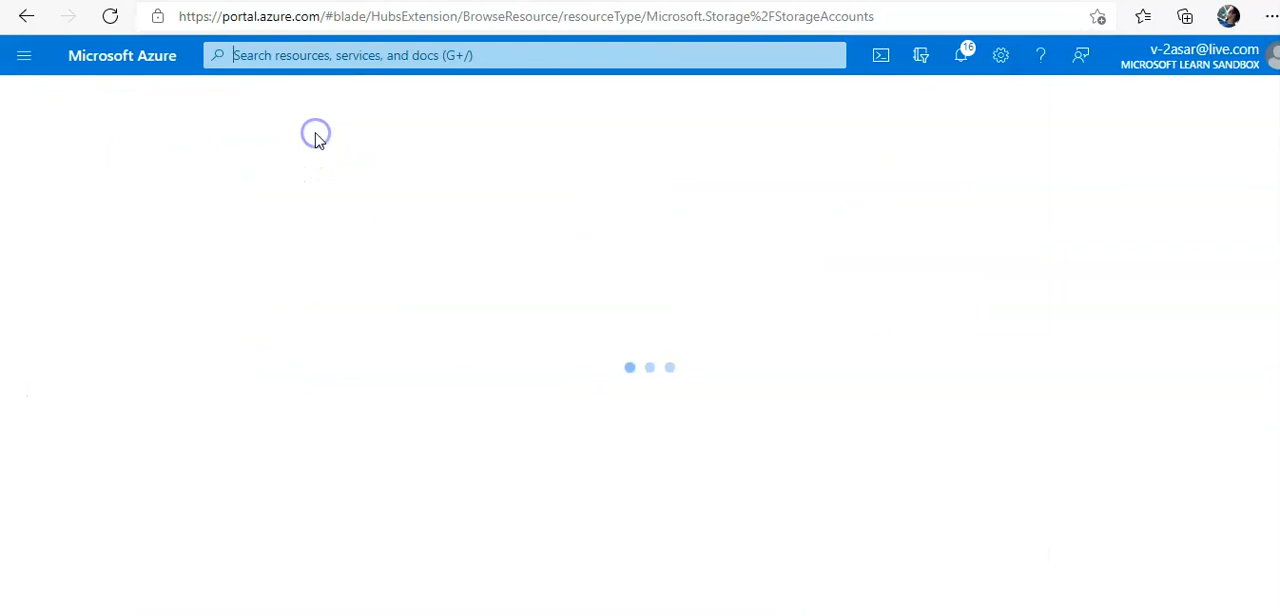 https://portal.azure.com/#blade/HubsExtension/BrowseResource/resourceType/Microsoft.Storage%2FStorageAccounts
Microsoft Azure
Search resources, services, and docs (G+/)
16
v-2asar@live.com
MICROSOFT LEARN SANDBOX